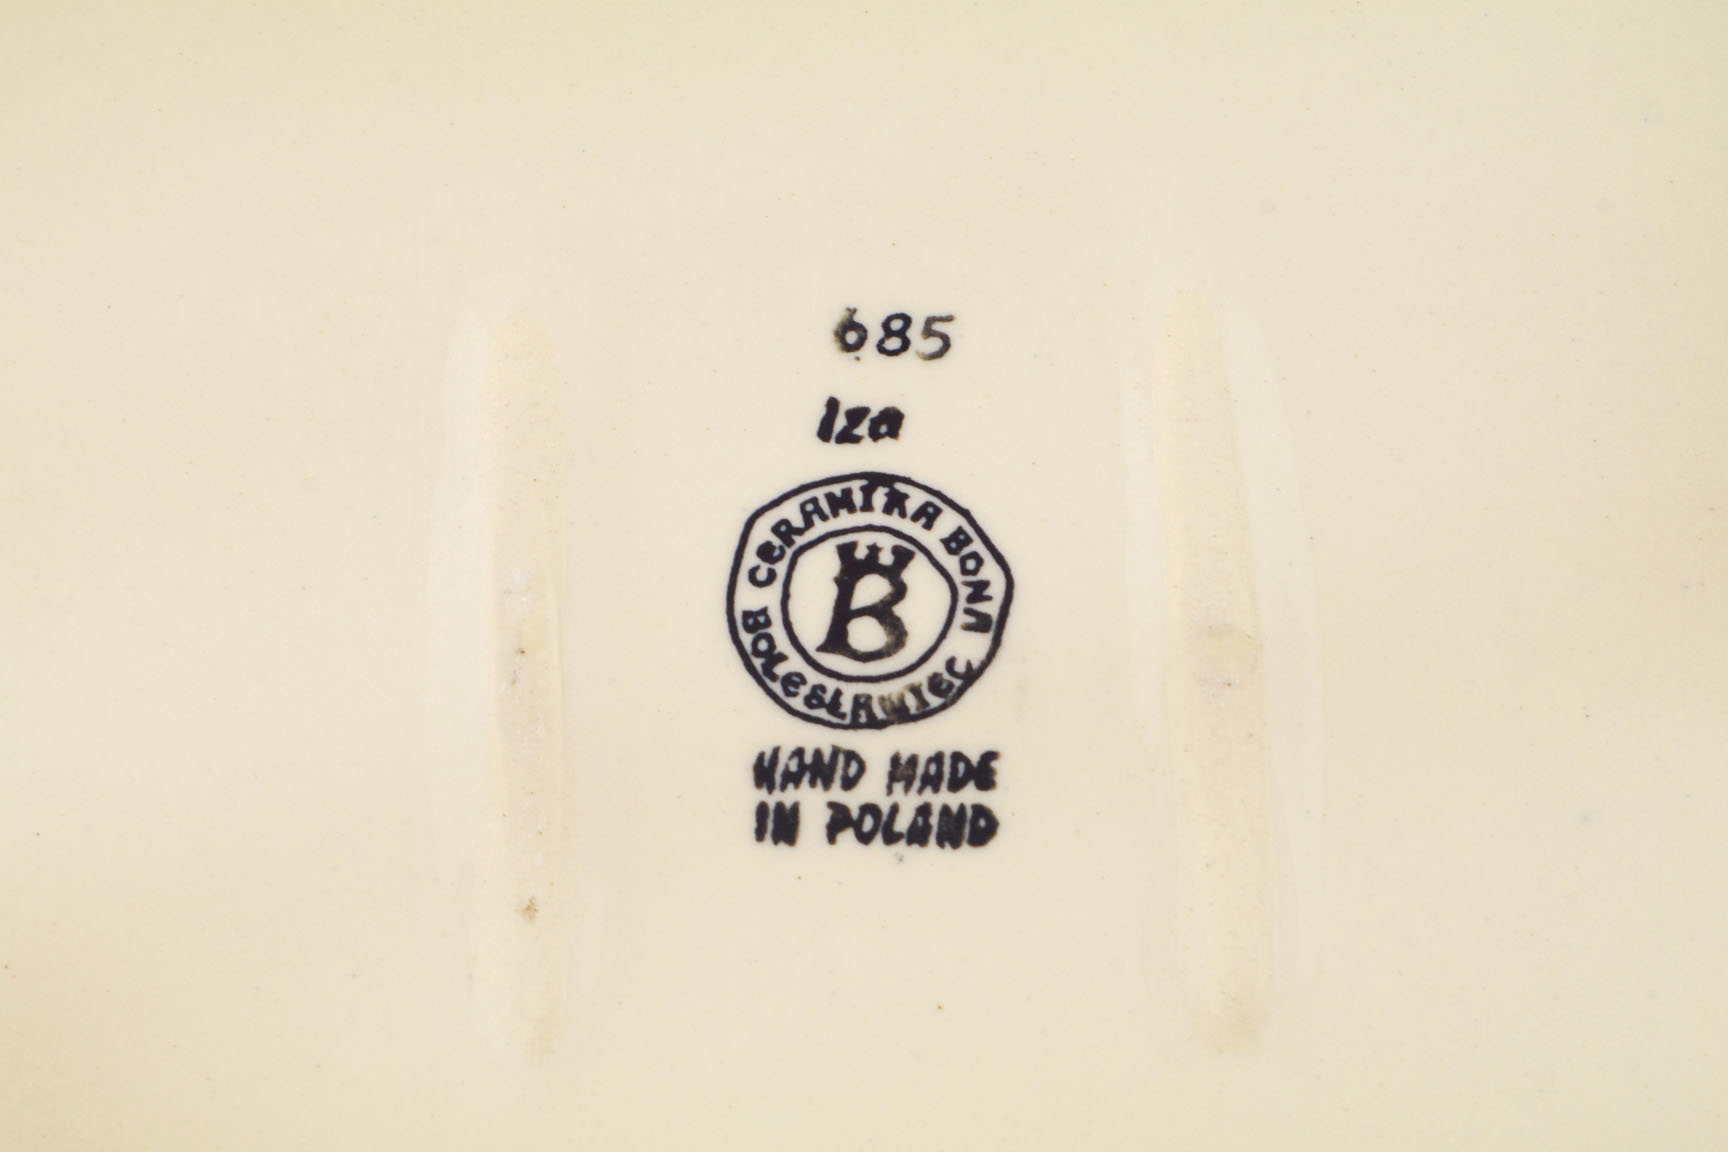 685
Iza
CERAMIKA BONA
B
BOLESŁAWIEC
HAND MADE
IN POLAND